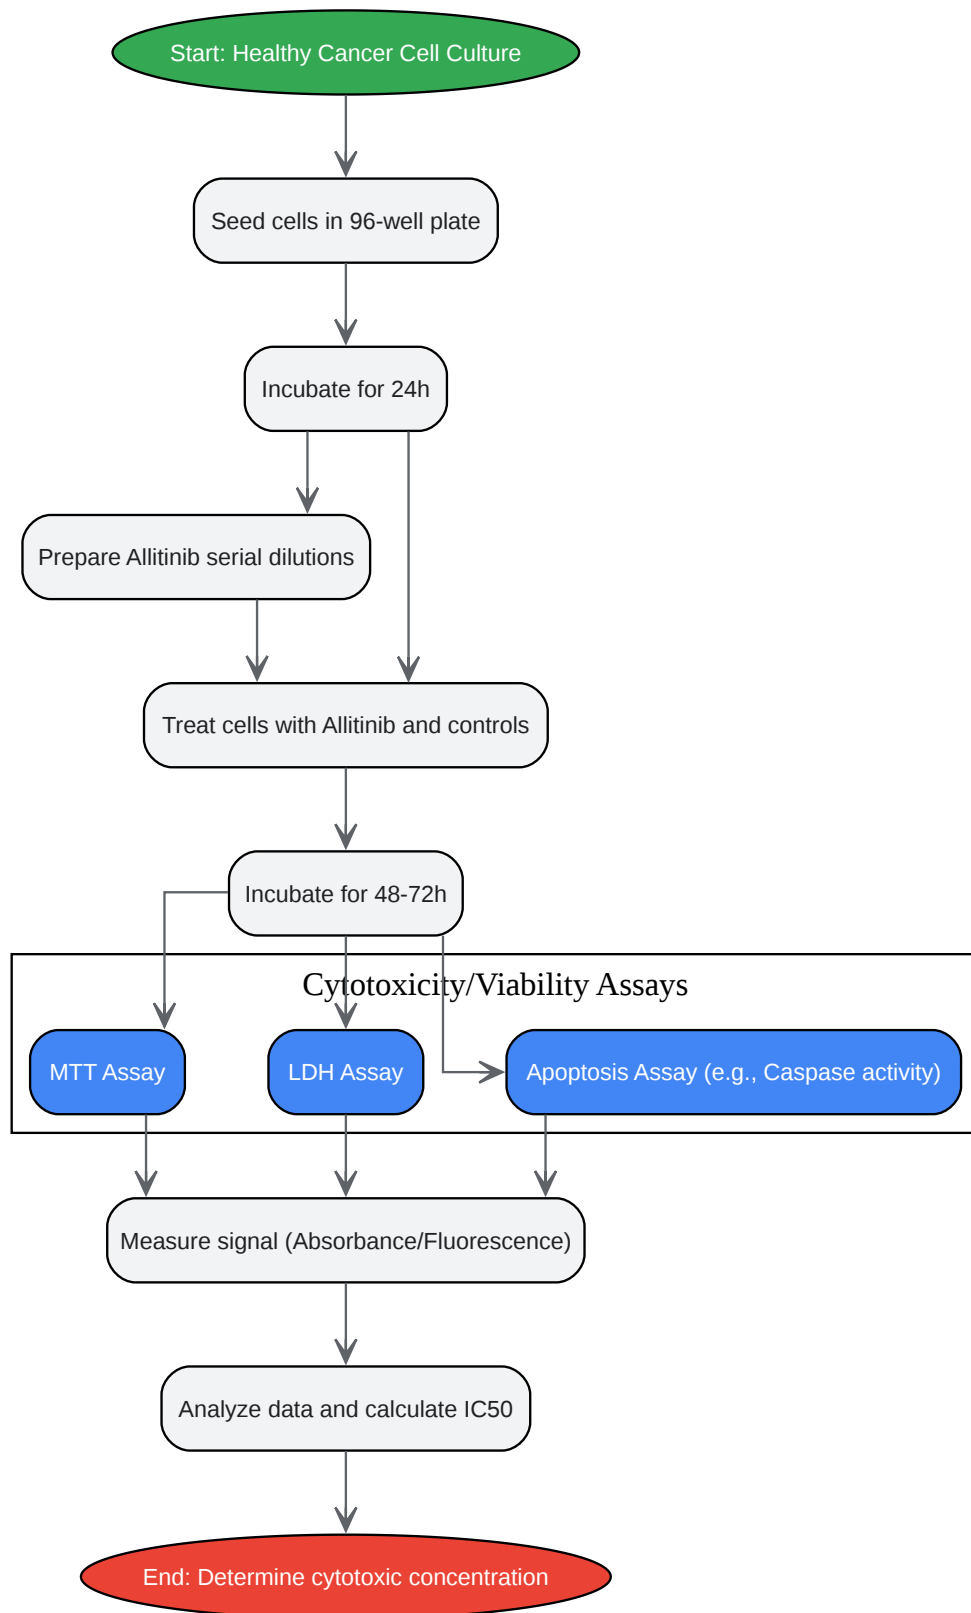 Start: Healthy Cancer Cell Culture
Seed cells in 96-well plate
Incubate for 24h
Prepare Allitinib serial dilutions
Treat cells with Allitinib and controls
Incubate for 48-72h
Cytotoxicity/Viability Assays
MTT Assay
LDH Assay
Apoptosis Assay (e.g., Caspase activity)
Measure signal (Absorbance/Fluorescence)
Analyze data and calculate IC50
End: Determine cytotoxic concentration